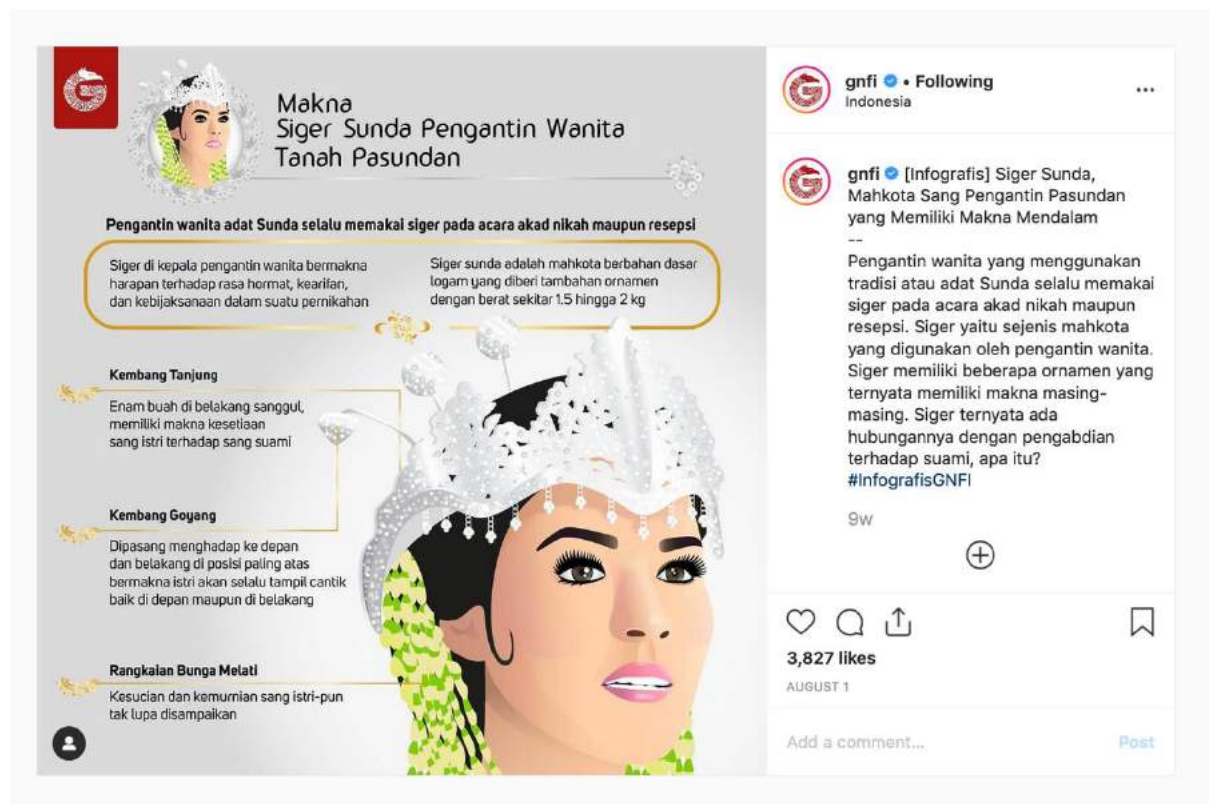 Makna
Siger Sunda Pengantin Wanita
Tanah Pasundan
Pengantin wanita adat Sunda selalu memakai siger pada acara akad nikah maupun resepsi
Siger di kepala pengantin wanita bermakna
harapan terhadap rasa hormat, kearifan,
dan kebijaksanaan dalam suatu pernikahan
Siger sunda adalah mahkota berbahan dasar
logam yang diberi tambahan ornamen
dengan berat sekitar 1.5 hingga 2 kg
Kembang Tanjung
Enam buah di belakang sanggul,
memiliki makna kesetiaan
sang istri terhadap sang suami
Kembang Goyang
Dipasang menghadap ke depan
dan belakang di posisi paling atas
bermakna istri akan selalu tampil cantik
baik di depan maupun di belakang
Rangkaian Bunga Melati
Kesucian dan kemurnian sang istri-pun
tak lupa disampaikan
gnfi • Following
Indonesia
gnfi [Infografis] Siger Sunda,
Mahkota Sang Pengantin Pasundan
yang Memiliki Makna Mendalam
--
Pengantin wanita yang menggunakan
tradisi atau adat Sunda selalu memakai
siger pada acara akad nikah maupun
resepsi. Siger yaitu sejenis mahkota
yang digunakan oleh pengantin wanita.
Siger memiliki beberapa ornamen yang
ternyata memiliki makna masing-
masing. Siger ternyata ada
hubungannya dengan pengabdian
terhadap suami, apa itu?
#InfografisGNFI
9w
3,827 likes
AUGUST 1
Add a comment...
Post